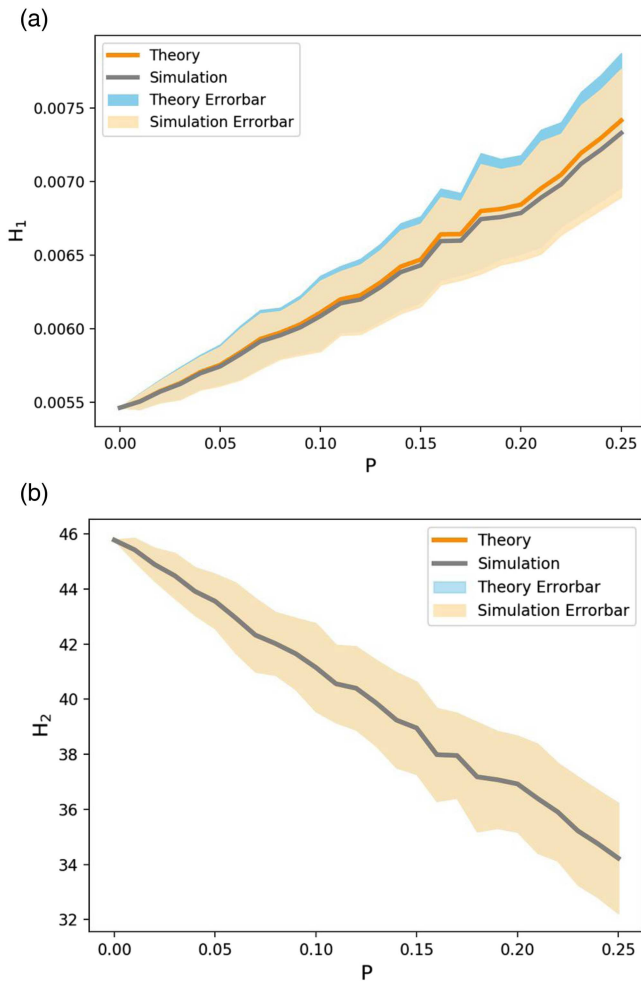 (a)
Theory
Simulation
Theory Errorbar
Simulation Errorbar
0.0075
0.0070
0.0065
0.0060
0.0055
H₁
0.00 0.05 0.10 0.15 0.20 0.25
P
(b)
46
44
42
40
38
36
34
32
H₂
Theory
Simulation
Theory Errorbar
Simulation Errorbar
0.00 0.05 0.10 0.15 0.20 0.25
P